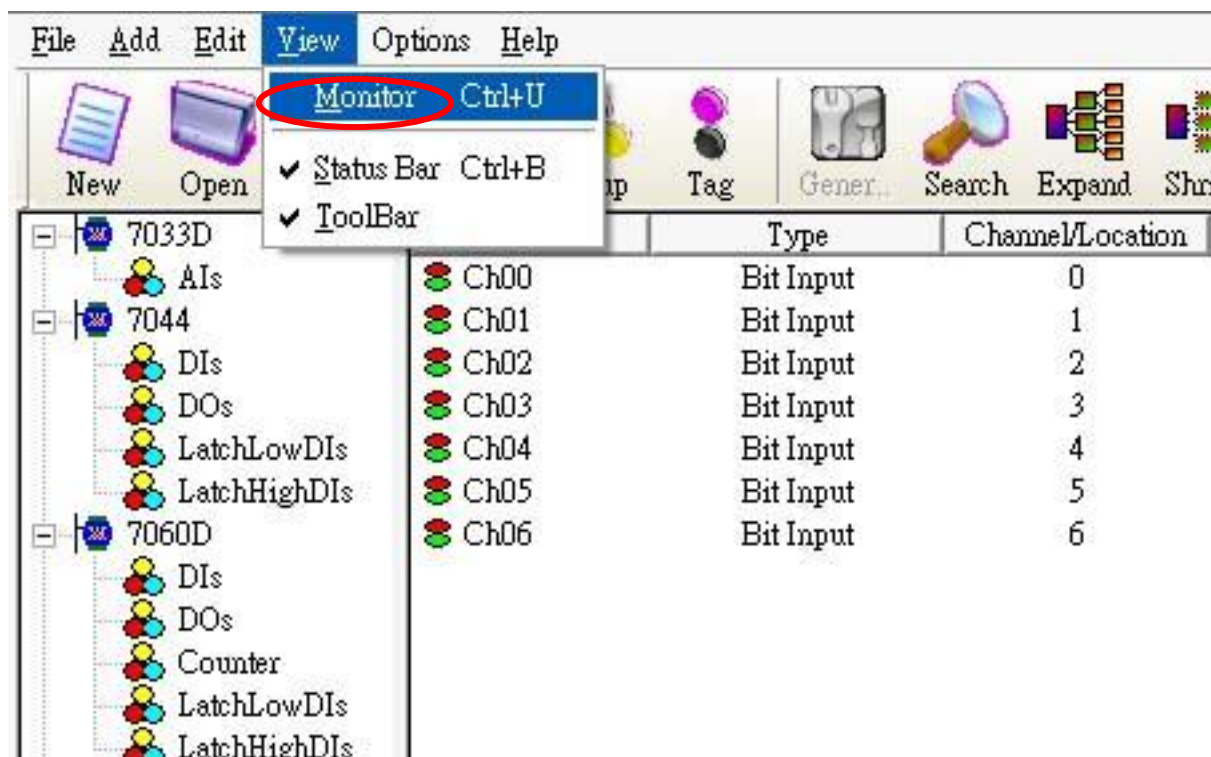 File Add Edit View Options Help
Monitor Ctrl+U
Status Bar Ctrl+B
ToolBar
New Open Tag Gener... Search Expand
Type Channel/Location
7033D
AIs
7044
DIs
DOs
LatchLowDIs
LatchHighDIs
7060D
DIs
DOs
Counter
LatchLowDIs
LatchHighDIs
Ch00 Bit Input 0
Ch01 Bit Input 1
Ch02 Bit Input 2
Ch03 Bit Input 3
Ch04 Bit Input 4
Ch05 Bit Input 5
Ch06 Bit Input 6